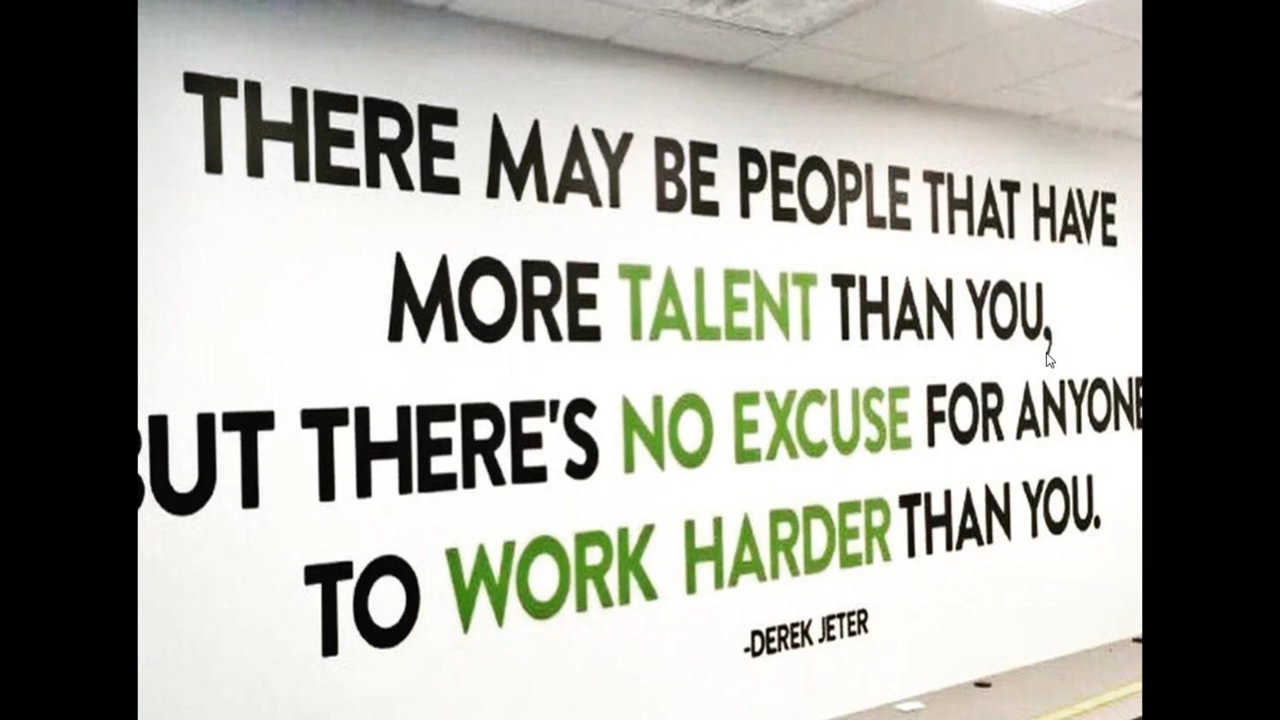 THERE MAY BE PEOPLE THAT HAVE
MORE TALENT THAN YOU,
BUT THERE'S NO EXCUSE FOR ANYONE
TO WORK HARDER THAN YOU.
-DEREK JETER